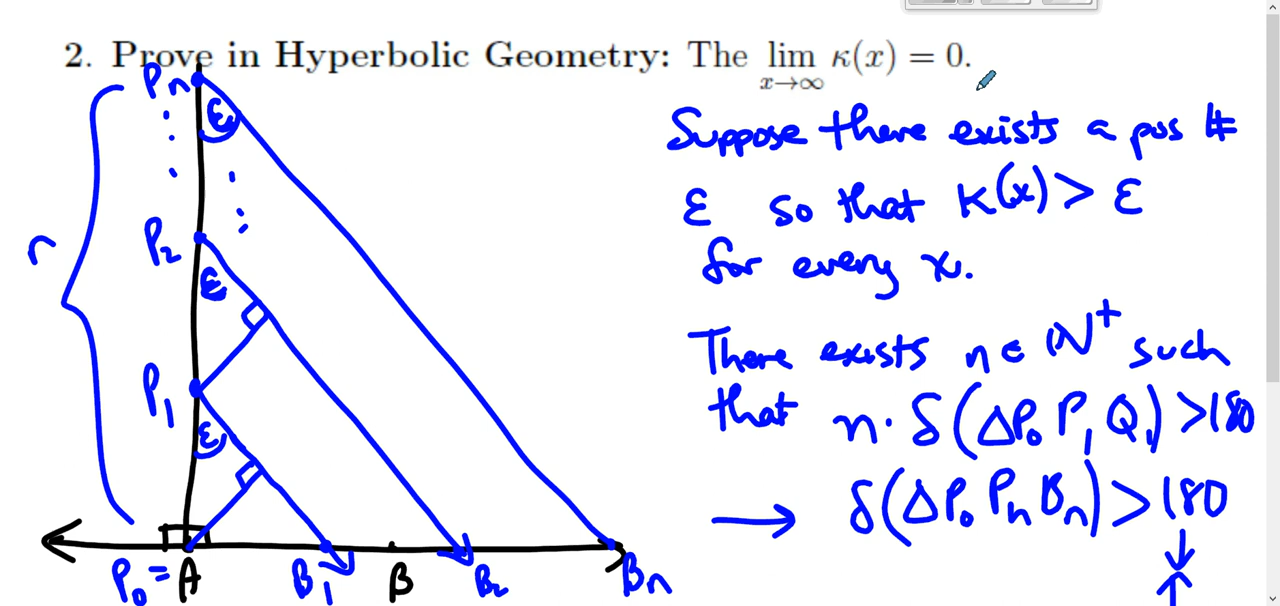 2. Prove in Hyperbolic Geometry: The lim κ(x) = 0.
x→∞
Suppose there exists a pos #
ε so that K(x) > ε
for every x.
There exists n ∈ ℕ⁺ such
that n · δ(△P₀P₁Q₁) > 180
→ δ(△P₀PₙBₙ) > 180
↓
↑
Pₙ
ε
r
P₂
ε
P₁
ε
P₀ = A
B₁
B
B₂
Bₙ